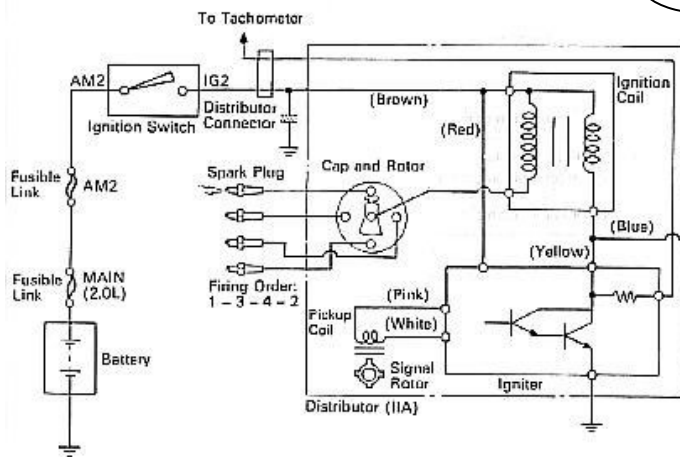 To Tachometer
AM2
IG2
Ignition Switch
Distributor
Connector
(Brown)
Ignition
Coil
(Red)
Fusible
Link
AM2
Spark Plug
Cap and Rotor
(Blue)
(Yellow)
Fusible
Link
MAIN
(2.0L)
Firing Order:
1-3-4-2
(Pink)
Pickup
Coil
(White)
Battery
Signal
Rotor
Igniter
Distributor (IIA)